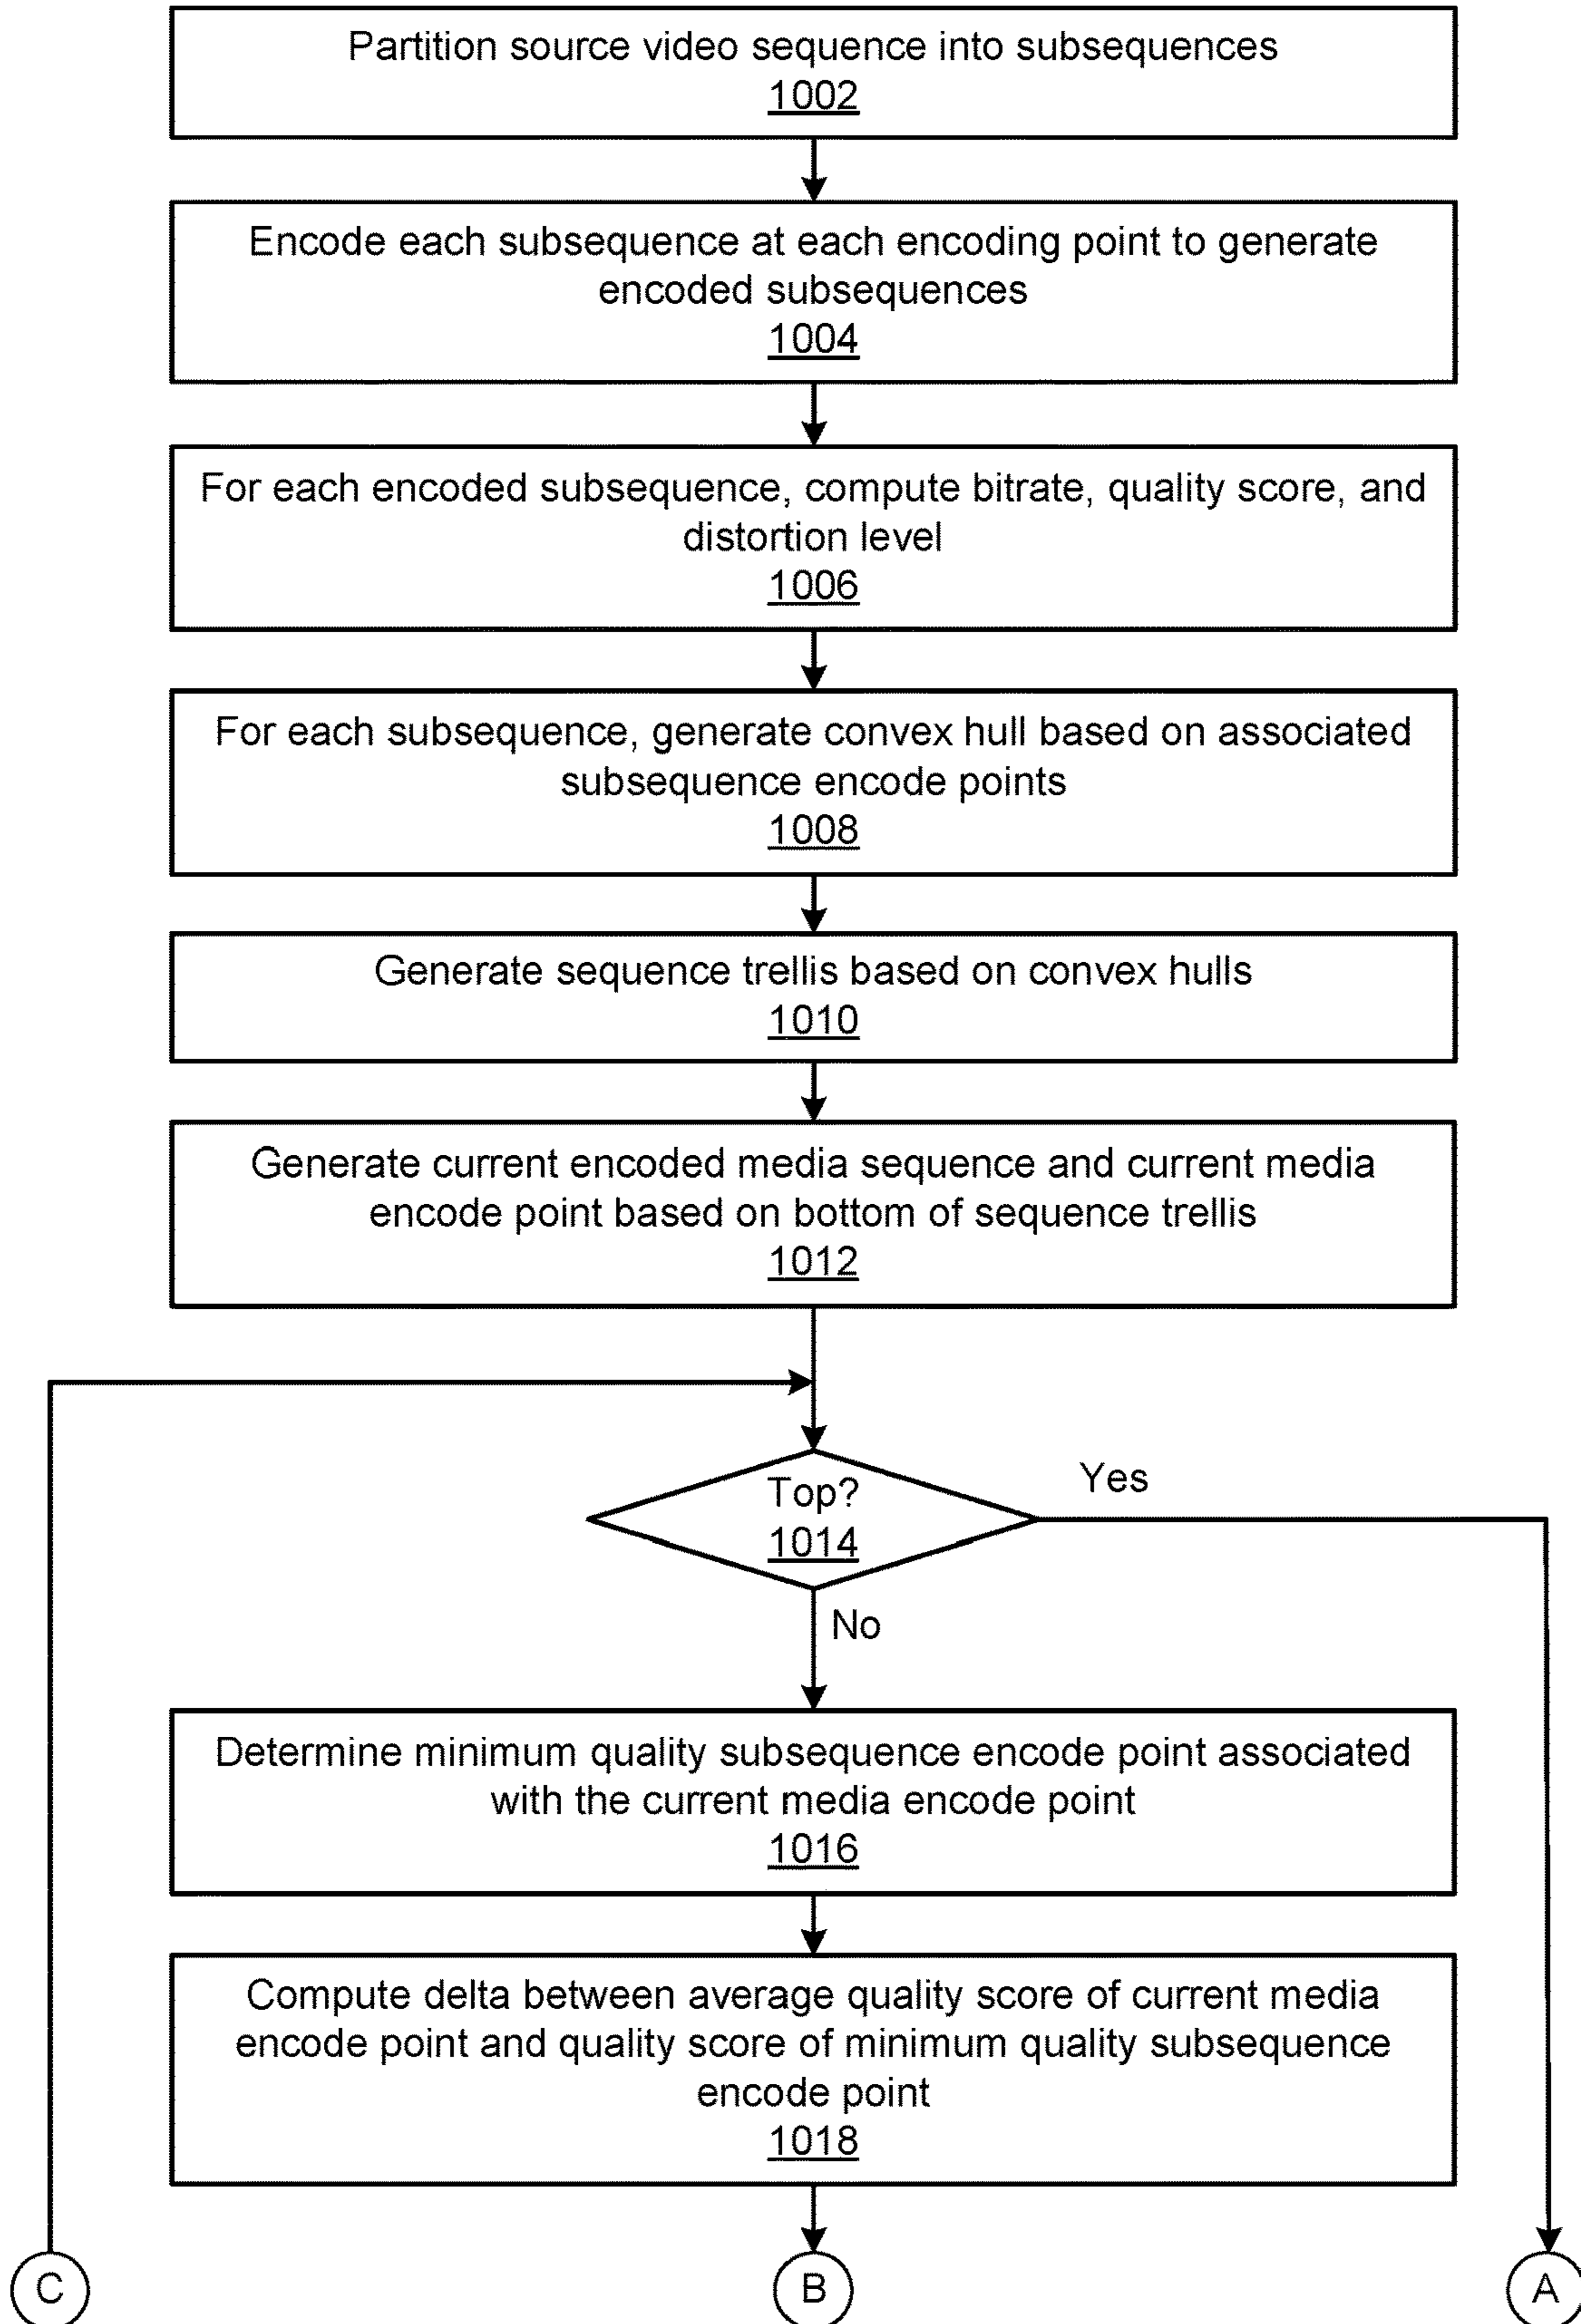 Partition source video sequence into subsequences
1002
Encode each subsequence at each encoding point to generate
encoded subsequences
1004
For each encoded subsequence, compute bitrate, quality score, and
distortion level
1006
For each subsequence, generate convex hull based on associated
subsequence encode points
1008
Generate sequence trellis based on convex hulls
1010
Generate current encoded media sequence and current media
encode point based on bottom of sequence trellis
1012
Top?
1014
Yes
No
Determine minimum quality subsequence encode point associated
with the current media encode point
1016
Compute delta between average quality score of current media
encode point and quality score of minimum quality subsequence
encode point
1018
C
B
A